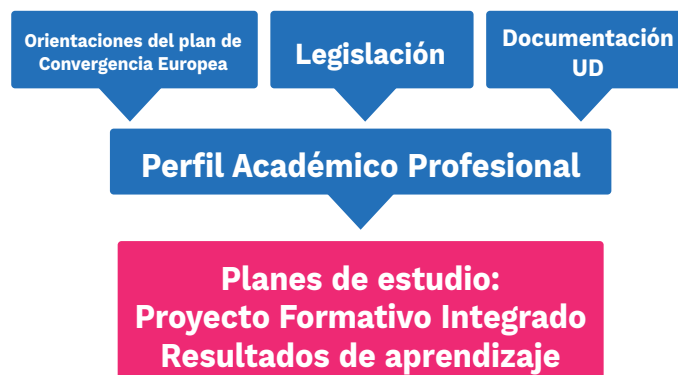 Orientaciones del plan de
Convergencia Europea
Legislación
Documentación
UD
Perfil Académico Profesional
Planes de estudio:
Proyecto Formativo Integrado
Resultados de aprendizaje